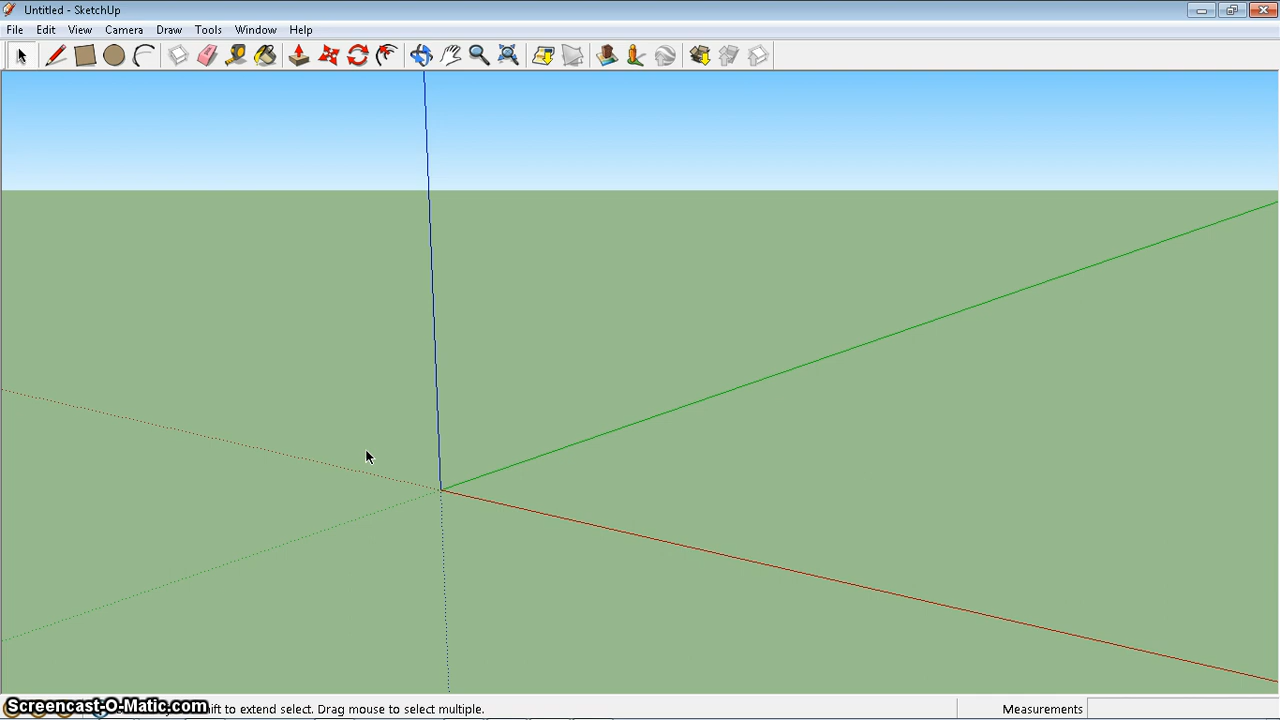 Untitled - SketchUp
File Edit View Camera Draw Tools Window Help
Screencast-O-Matic.com ift to extend select. Drag mouse to select multiple. Measurements